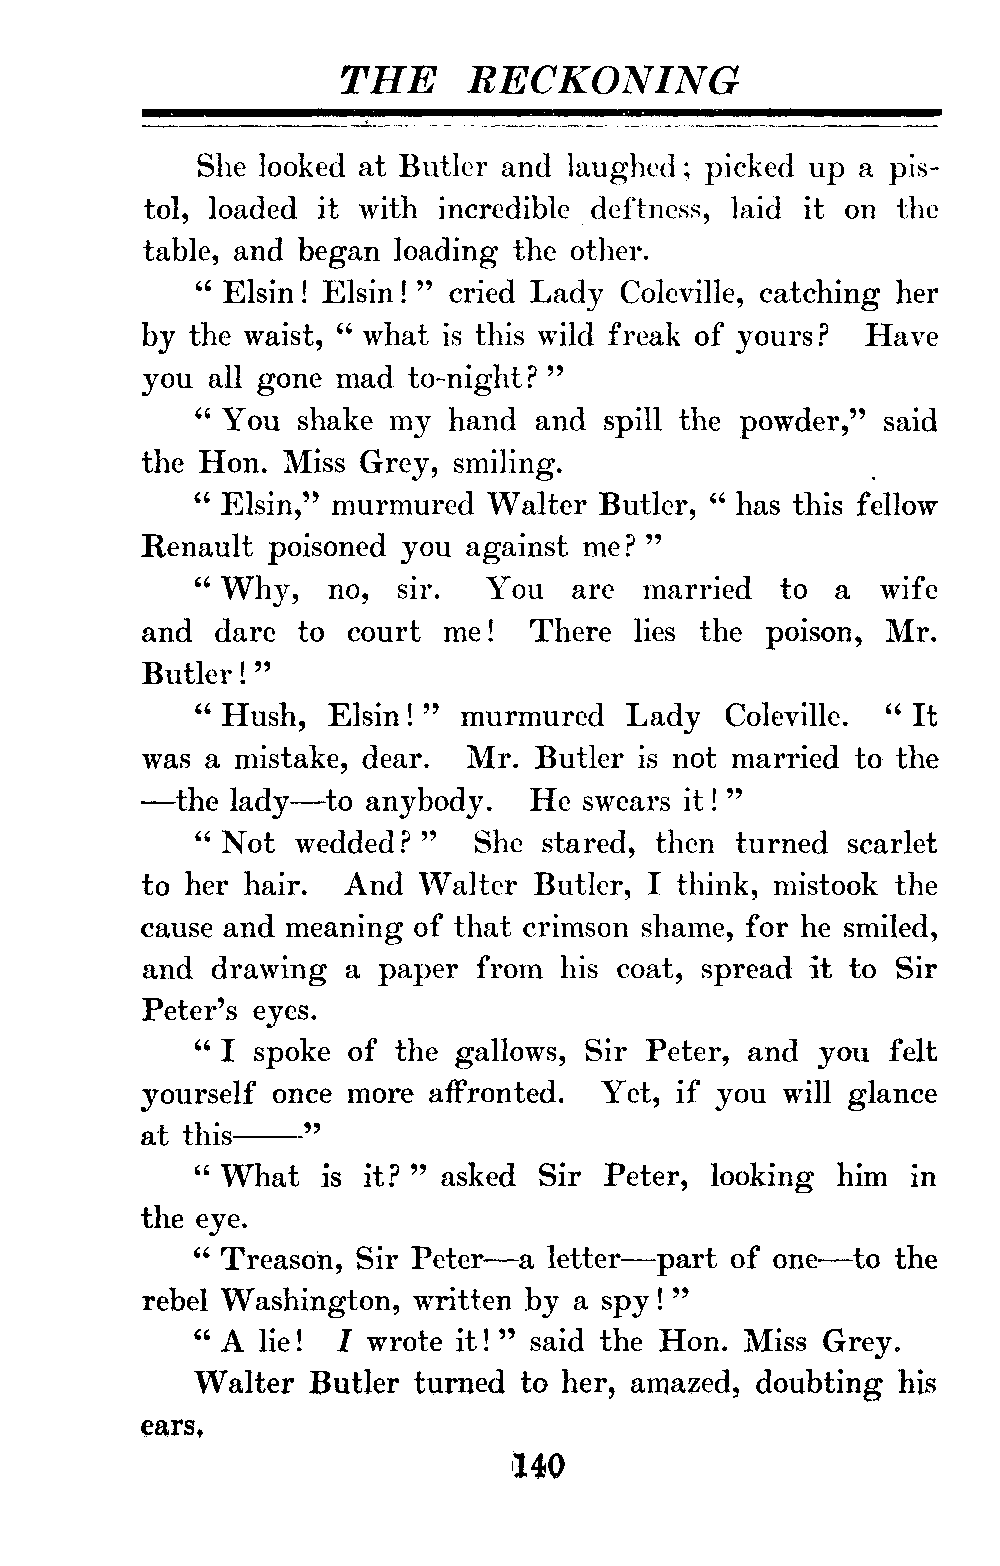 THE RECKONING
She looked at Butler and laughed; picked up a pis-
tol, loaded it with incredible deftness, laid it on the
table, and began loading the other.
“ Elsin! Elsin! ” cried Lady Coleville, catching her
by the waist, “ what is this wild freak of yours? Have
you all gone mad to-night? ”
“ You shake my hand and spill the powder,” said
the Hon. Miss Grey, smiling.
“ Elsin,” murmured Walter Butler, “ has this fellow
Renault poisoned you against me? ”
“ Why, no, sir. You are married to a wife
and dare to court me! There lies the poison, Mr.
Butler! ”
“ Hush, Elsin! ” murmured Lady Coleville. “ It
was a mistake, dear. Mr. Butler is not married to the
—the lady—to anybody. He swears it! ”
“ Not wedded? ” She stared, then turned scarlet
to her hair. And Walter Butler, I think, mistook the
cause and meaning of that crimson shame, for he smiled,
and drawing a paper from his coat, spread it to Sir
Peter’s eyes.
“ I spoke of the gallows, Sir Peter, and you felt
yourself once more affronted. Yet, if you will glance
at this——”
“ What is it? ” asked Sir Peter, looking him in
the eye.
“ Treason, Sir Peter—a letter—part of one—to the
rebel Washington, written by a spy! ”
“ A lie! I wrote it! ” said the Hon. Miss Grey.
Walter Butler turned to her, amazed, doubting his
ears.
140